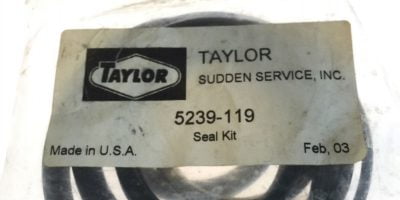 TAYLOR
TAYLOR
SUDDEN SERVICE, INC.
5239-119
Seal Kit
Made in U.S.A.
Feb, 03